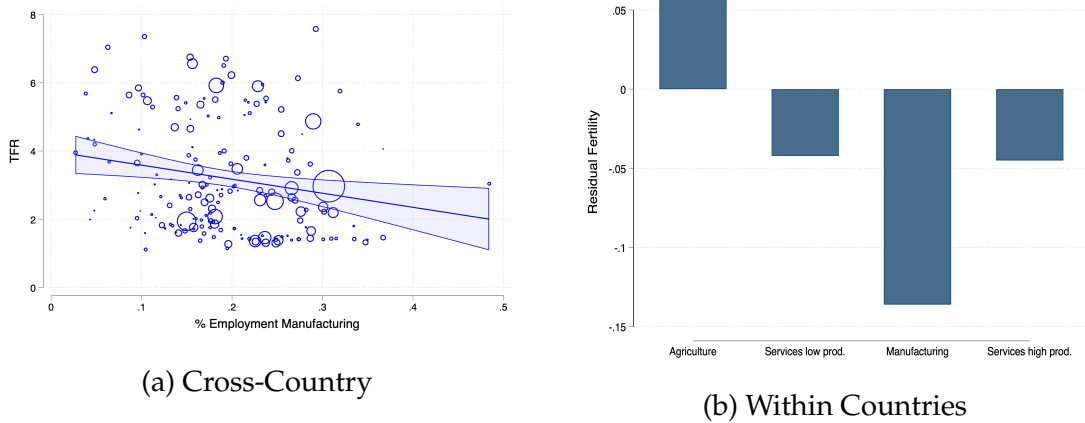 8
6
4
2
0
TFR
0
.1
.2
.3
.4
.5
% Employment Manufacturing
(a) Cross-Country
.05
0
-.05
-.1
-.15
Residual Fertility
Agriculture
Services low prod.
Manufacturing
Services high prod.
(b) Within Countries